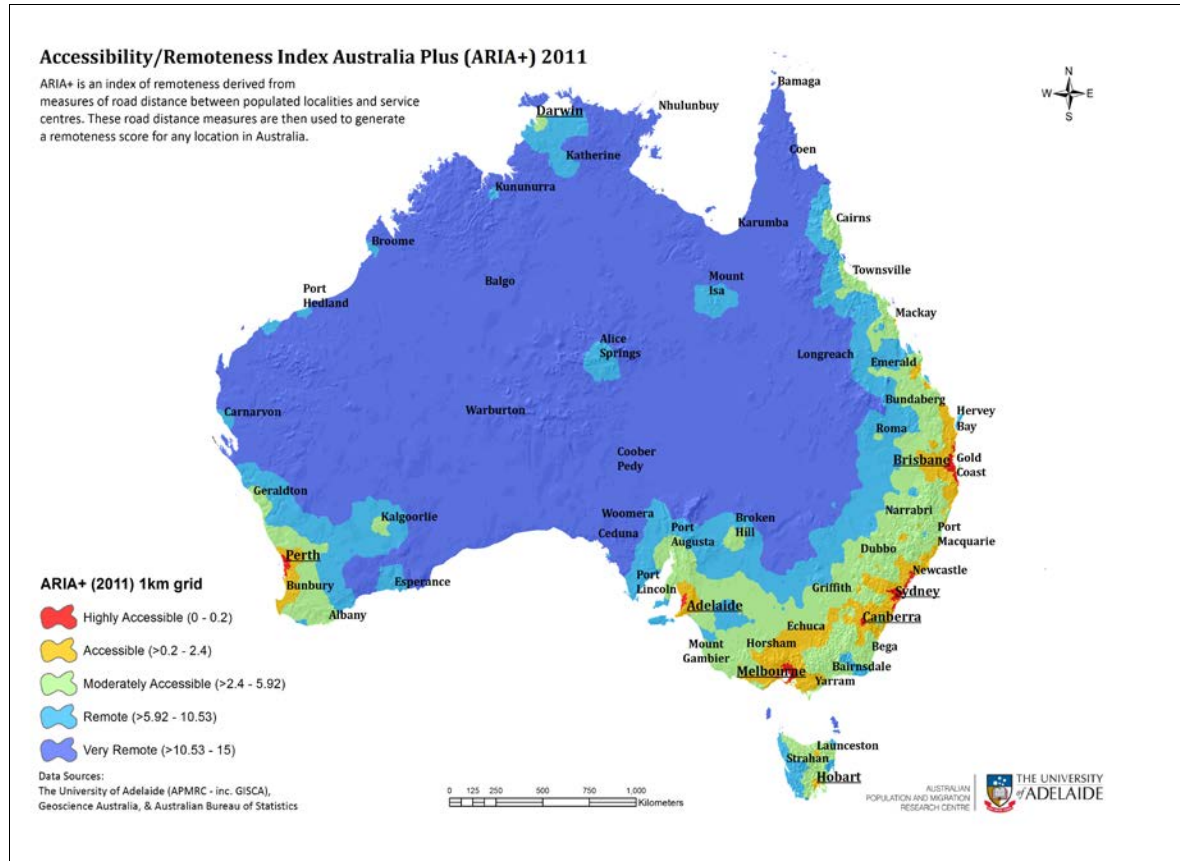 Accessibility/Remoteness Index Australia Plus (ARIA+) 2011
ARIA+ is an index of remoteness derived from
measures of road distance between populated localities and service
centres. These road distance measures are then used to generate
a remoteness score for any location in Australia.
N
W E
S
Bamaga
Nhulunbuy
Darwin
Coen
Katherine
Kununurra
Cairns
Karumba
Broome
Balgo
Mount
Isa
Townsville
Port
Hedland
Mackay
Alice
Springs
Longreach
Emerald
Carnarvon
Warburton
Bundaberg
Hervey
Bay
Roma
Coober
Pedy
Brisbane
Gold
Coast
Geraldton
Kalgoorlie
Woomera
Ceduna
Port
Augusta
Broken
Hill
Narrabri
Port
Macquarie
Perth
Dubbo
Newcastle
Bunbury
Esperance
Port
Lincoln
Griffith
Sydney
Albany
Adelaide
Canberra
Echuca
Mount
Gambier
Horsham
Bega
Melbourne
Bairnsdale
Yarram
Launceston
Strahan
Hobart
ARIA+ (2011) 1km grid
Highly Accessible (0 - 0.2)
Accessible (>0.2 - 2.4)
Moderately Accessible (>2.4 - 5.92)
Remote (>5.92 - 10.53)
Very Remote (>10.53 - 15)
Data Sources:
The University of Adelaide (APMRC - inc. GISCA),
Geoscience Australia, & Australian Bureau of Statistics
0 125 250 500 750 1,000
Kilometers
AUSTRALIAN
POPULATION AND MIGRATION
RESEARCH CENTRE
THE UNIVERSITY
of ADELAIDE